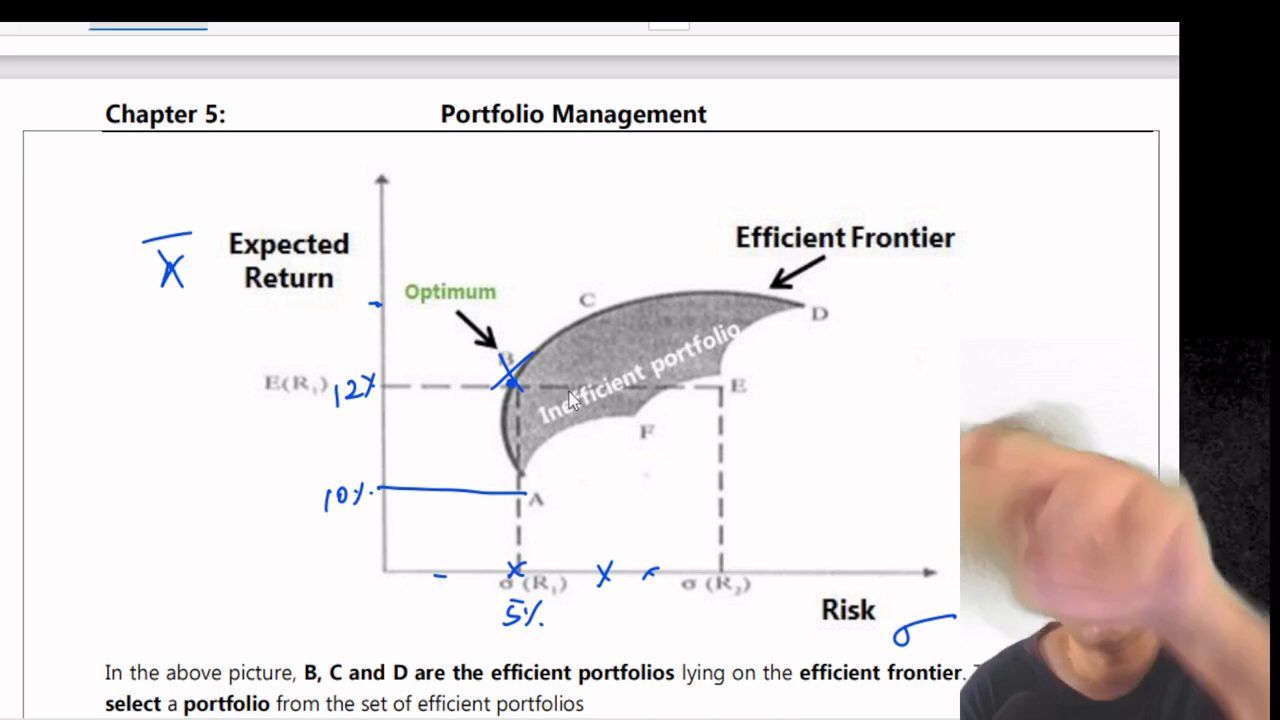 Chapter 5: Portfolio Management
Efficient Frontier
x̄
Expected
Return
Optimum
C
D
B
Inefficient portfolio
E(R₁) 12%
E
F
10%
A
σ (R₁)
σ (R₂)
5%
Risk
σ
In the above picture, B, C and D are the efficient portfolios lying on the efficient frontier.
select a portfolio from the set of efficient portfolios